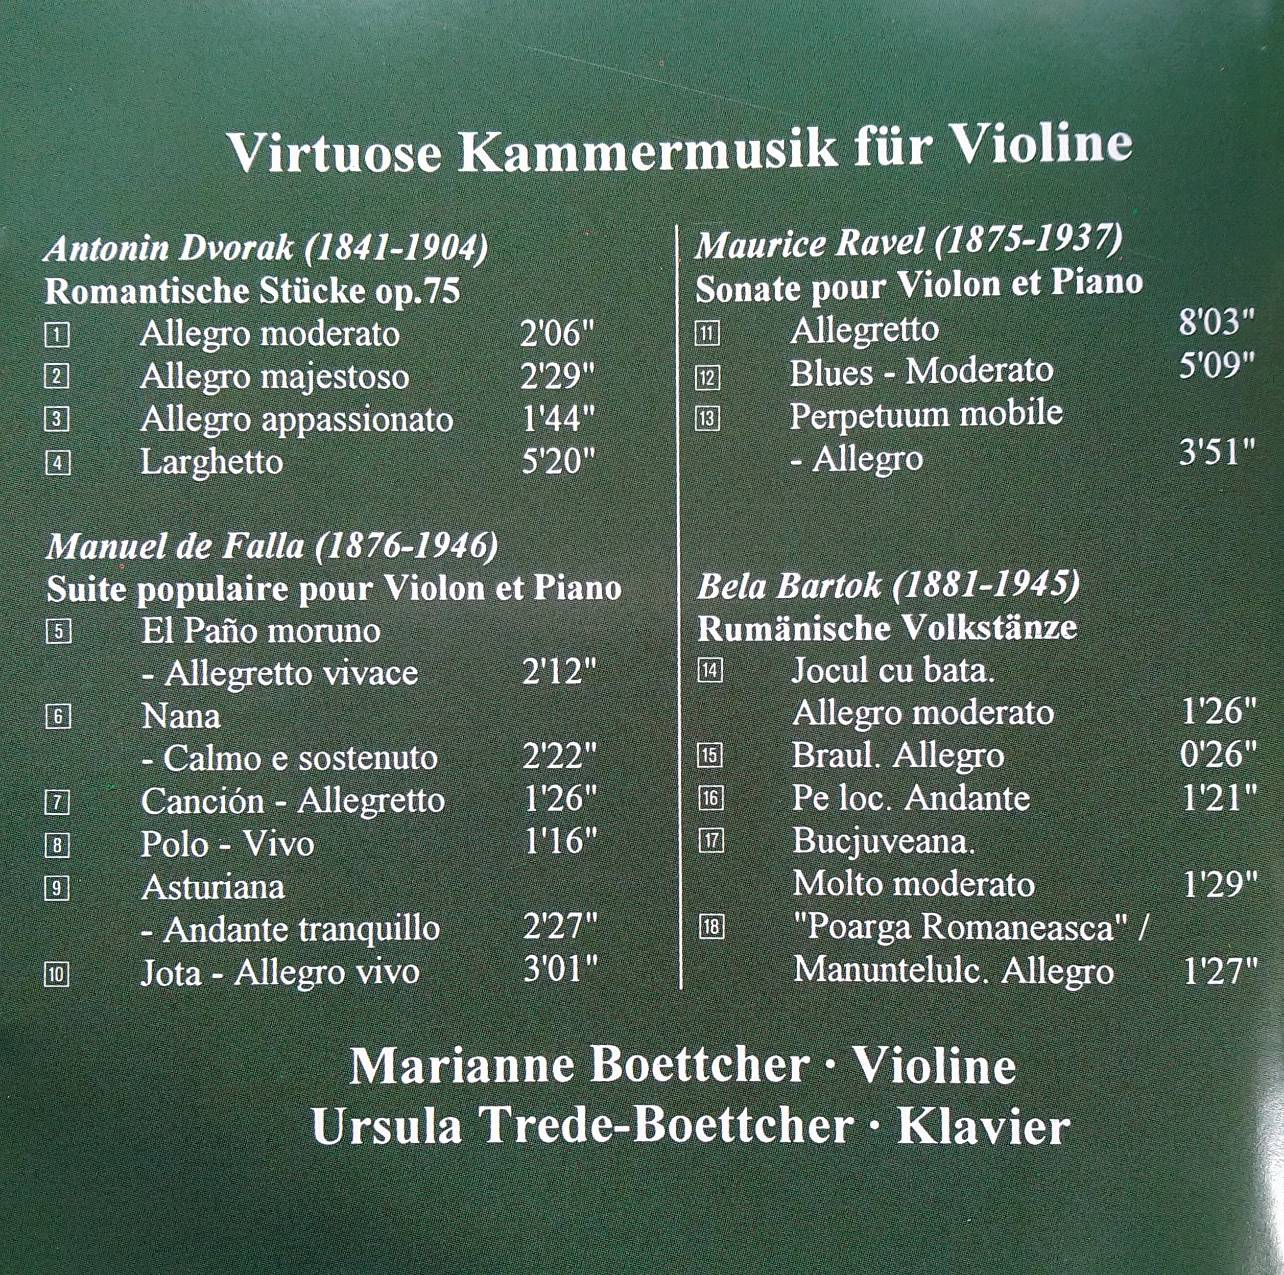 Virtuose Kammermusik für Violine
Antonin Dvorak (1841-1904)
Romantische Stücke op.75
1 Allegro moderato 2'06"
2 Allegro majestoso 2'29"
3 Allegro appassionato 1'44"
4 Larghetto 5'20"
Manuel de Falla (1876-1946)
Suite populaire pour Violon et Piano
5 El Paño moruno
- Allegretto vivace 2'12"
6 Nana
- Calmo e sostenuto 2'22"
7 Canción - Allegretto 1'26"
8 Polo - Vivo 1'16"
9 Asturiana
- Andante tranquillo 2'27"
10 Jota - Allegro vivo 3'01"
Maurice Ravel (1875-1937)
Sonate pour Violon et Piano
11 Allegretto 8'03"
12 Blues - Moderato 5'09"
13 Perpetuum mobile
- Allegro 3'51"
Bela Bartok (1881-1945)
Rumänische Volkstänze
14 Jocul cu bata.
Allegro moderato 1'26"
15 Braul. Allegro 0'26"
16 Pe loc. Andante 1'21"
17 Bucjuveana.
Molto moderato 1'29"
18 "Poarga Romaneasca" /
Manuntelulc. Allegro 1'27"
Marianne Boettcher · Violine
Ursula Trede-Boettcher · Klavier